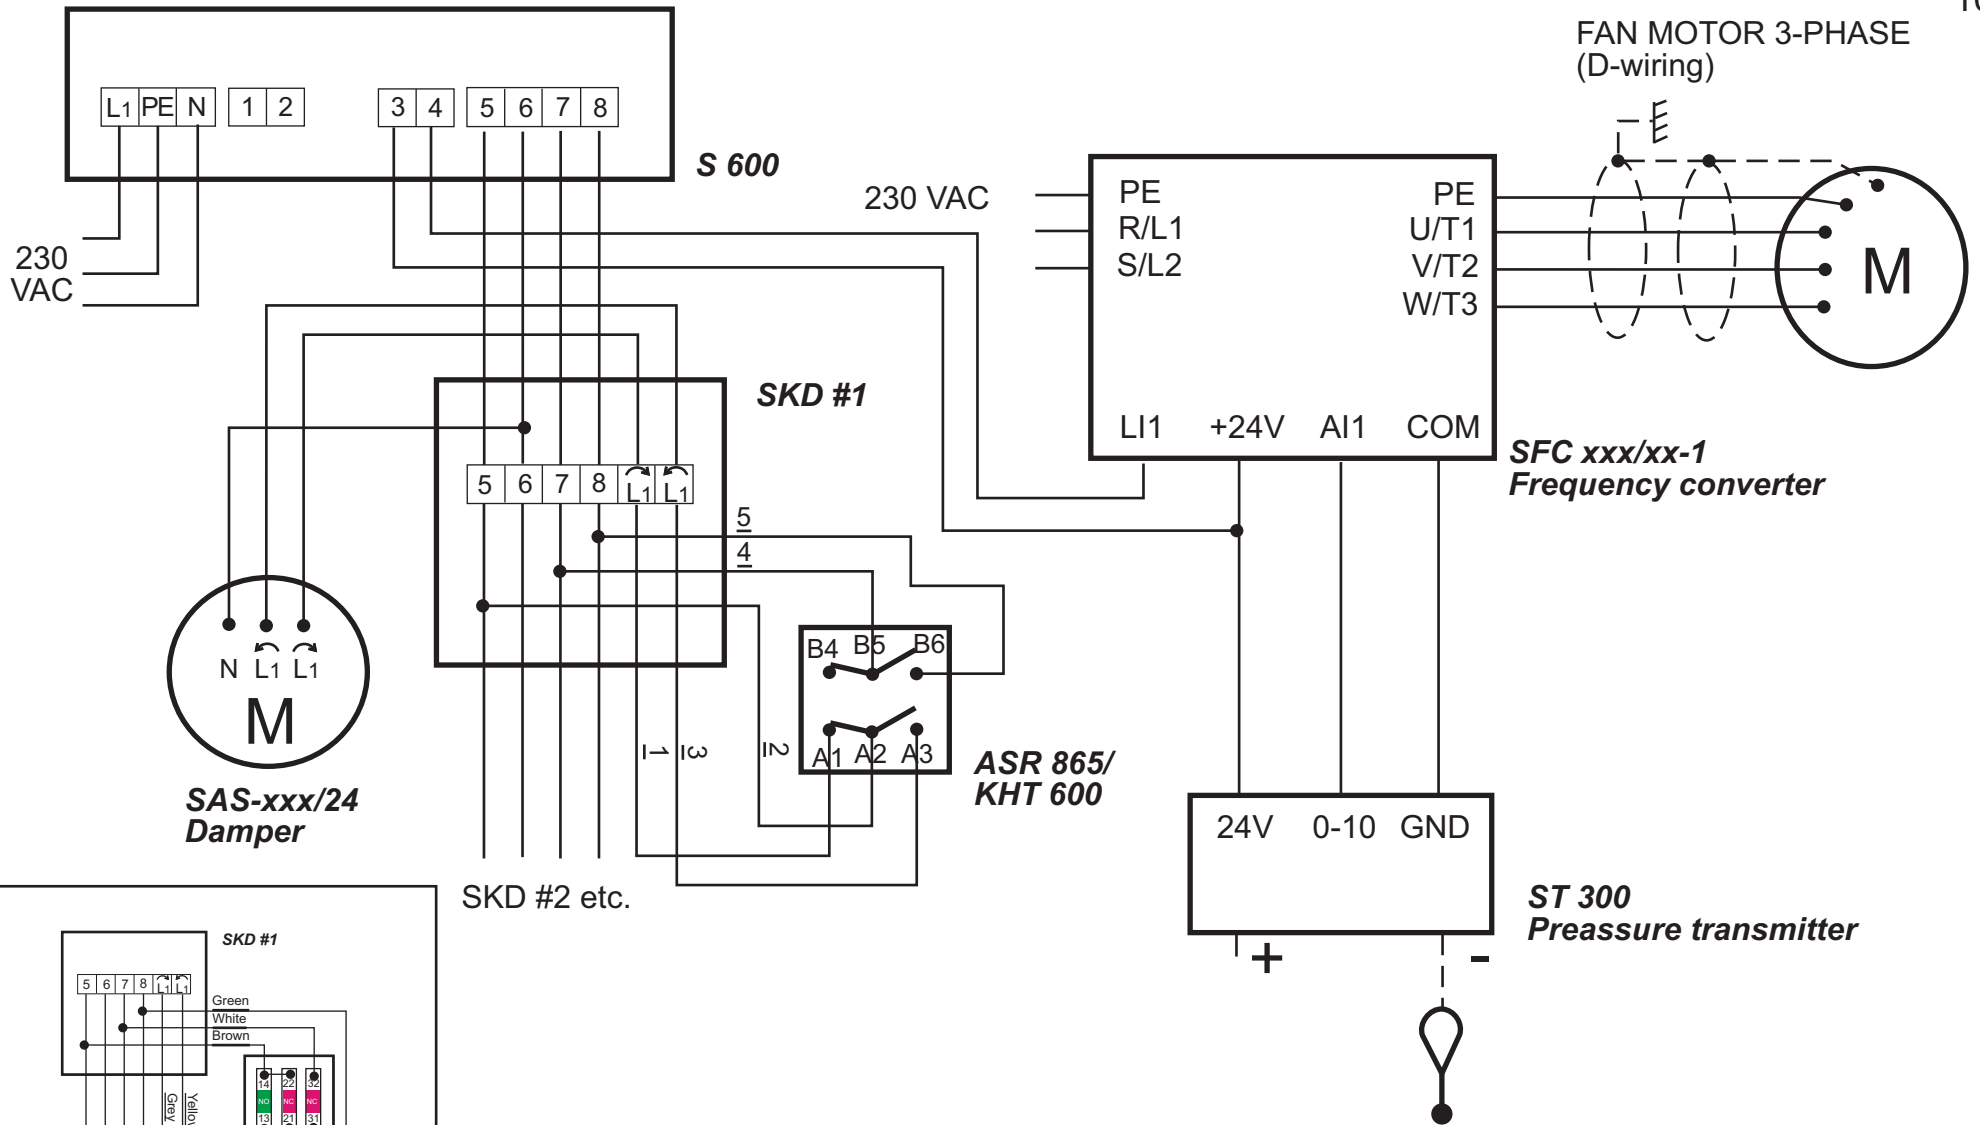 FAN MOTOR 3-PHASE
(D-wiring)
L1 PE N 1 2 3 4 5 6 7 8
S 600
230
VAC
230 VAC
PE
R/L1
S/L2
PE
U/T1
V/T2
W/T3
M
LI1 +24V AI1 COM
SFC xxx/xx-1
Frequency converter
SKD #1
5 6 7 8 L1 L1
5
4
N L1 L1
M
SAS-xxx/24
Damper
1
3
2
B4 B5 B6
A1 A2 A3
ASR 865/
KHT 600
SKD #2 etc.
24V 0-10 GND
ST 300
Preassure transmitter
+ -
SKD #1
5 6 7 8 L1 L1
Green
White
Brown
Grey
14 22 32
NO NC NC
13 21 31